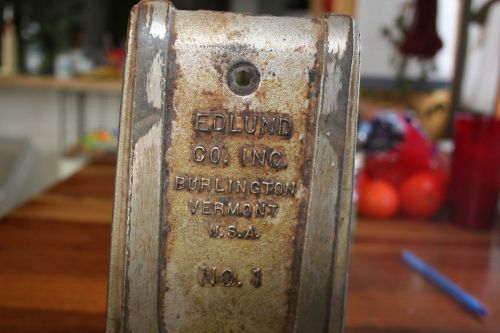 EDLUND
CO. INC.
BURLINGTON
VERMONT
U.S.A.
NO. 1